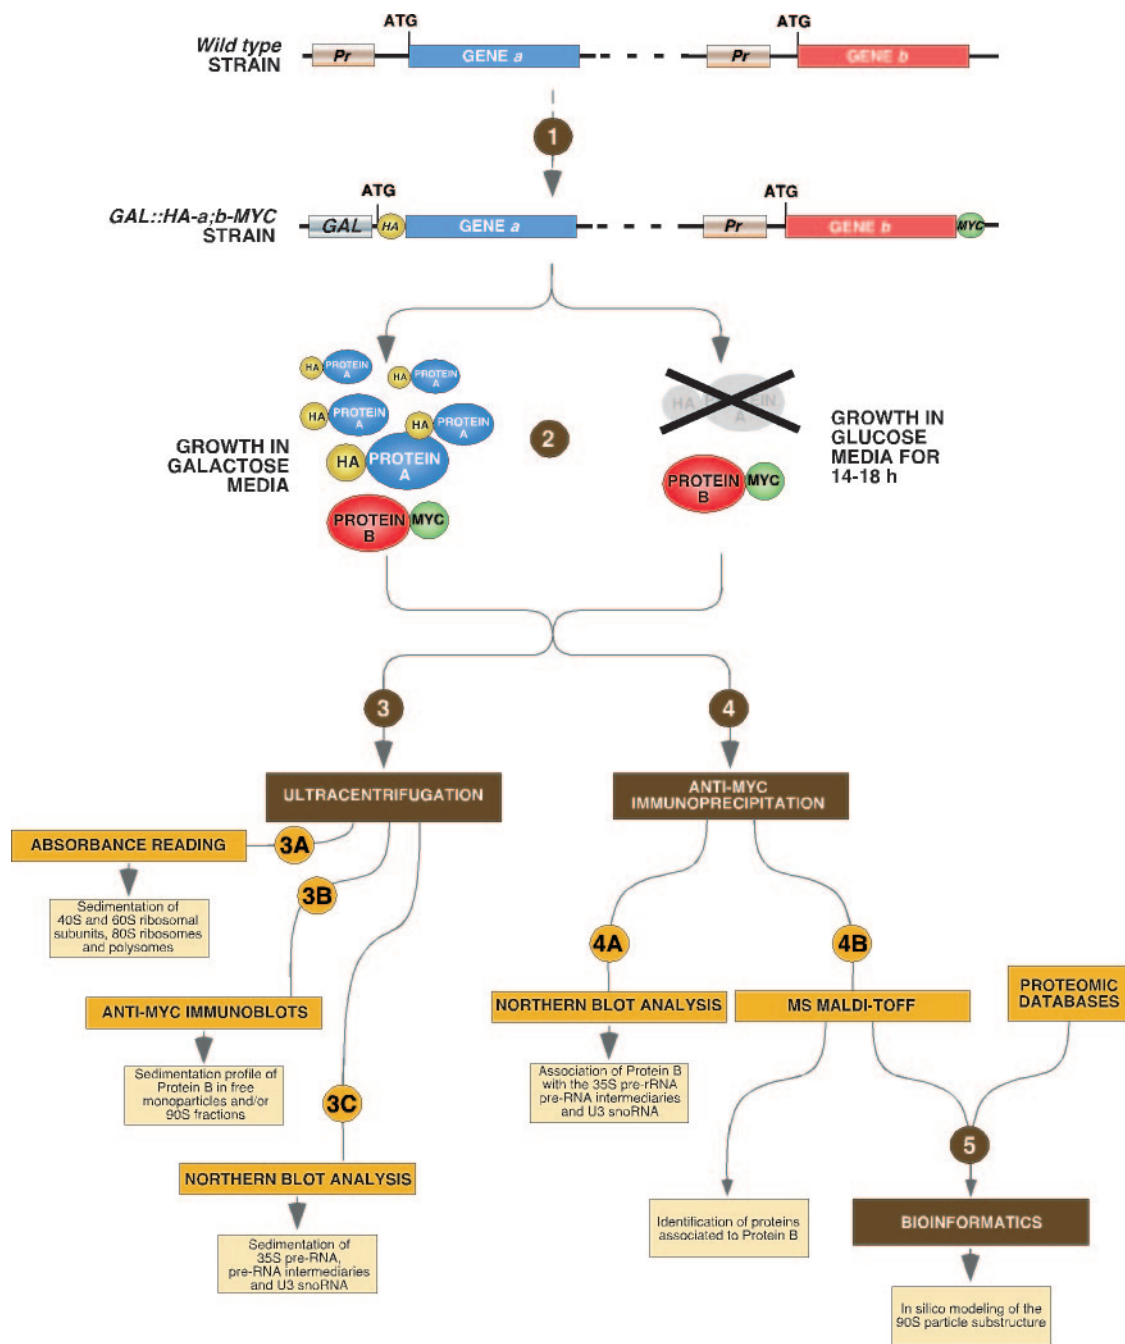 ATG
ATG
Wild type
STRAIN
Pr
GENE a
Pr
GENE b
1
ATG
ATG
GAL::HA-a;b-MYC
STRAIN
GAL
HA
GENE a
Pr
GENE b
MYC
HA
PROTEIN
A
HA
PROTEIN
A
HA
PROTEIN
A
HA
PROTEIN
A
HA
PROTEIN
A
PROTEIN
B
MYC
GROWTH IN
GALACTOSE
MEDIA
2
HA
PROTEIN
A
PROTEIN
B
MYC
GROWTH IN
GLUCOSE
MEDIA FOR
14-18 h
3
4
ULTRACENTRIFUGATION
ANTI-MYC
IMMUNOPRECIPITATION
ABSORBANCE READING
3A
Sedimentation of
40S and 60S ribosomal
subunits, 80S ribosomes
and polysomes
3B
ANTI-MYC IMMUNOBLOTS
Sedimentation profile of
Protein B in free
monoparticles and/or
90S fractions
3C
NORTHERN BLOT ANALYSIS
Sedimentation of
35S pre-RNA,
pre-RNA intermediaries
and U3 snoRNA
4A
NORTHERN BLOT ANALYSIS
Association of Protein B
with the 35S pre-rRNA
pre-RNA intermediaries
and U3 snoRNA
4B
MS MALDI-TOFF
PROTEOMIC
DATABASES
Identification of proteins
associated to Protein B
5
BIOINFORMATICS
In silico modeling of the
90S particle substructure